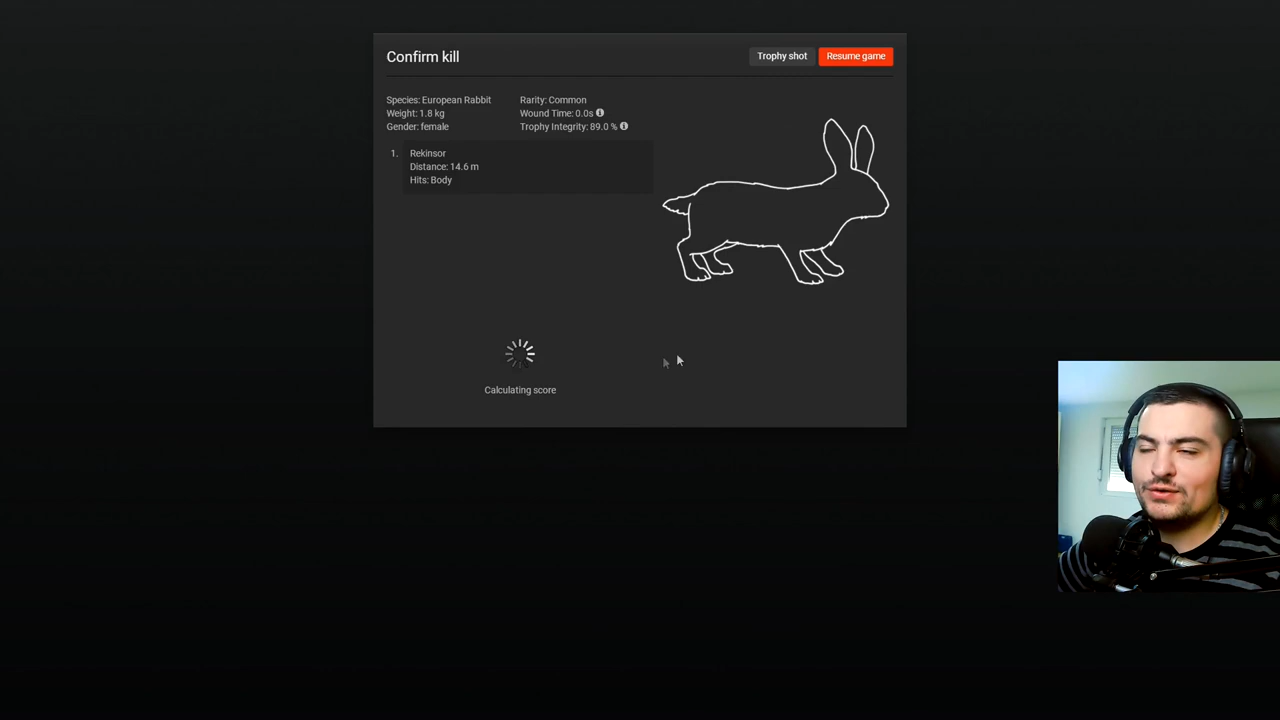 Confirm kill
Trophy shot
Resume game
Species: European Rabbit
Rarity: Common
Weight: 1.8 kg
Wound Time: 0.0s
Gender: female
Trophy Integrity: 89.0 %
1. Rekinsor
Distance: 14.6 m
Hits: Body
Calculating score